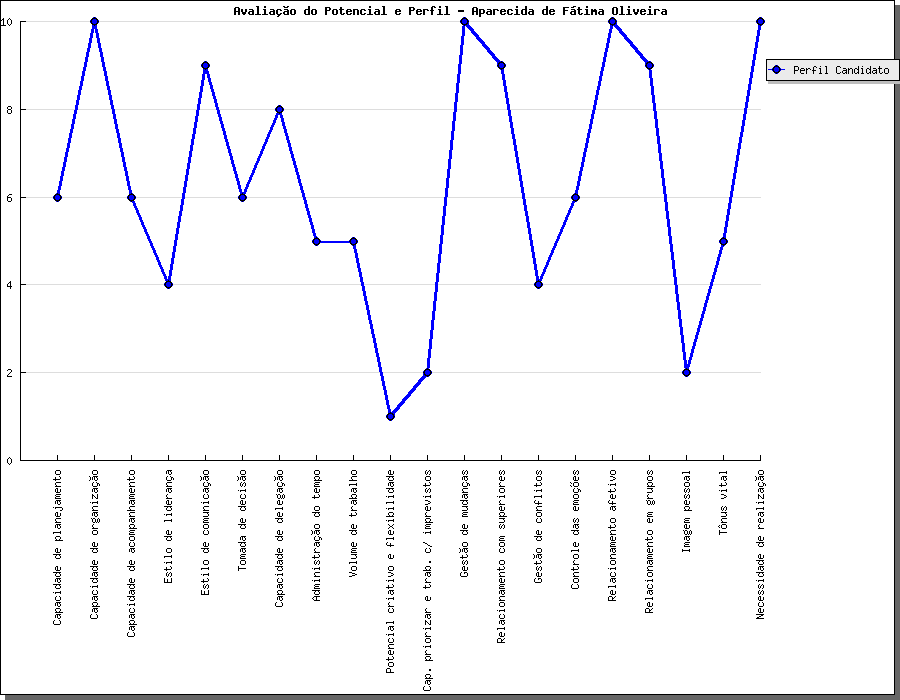 Avaliação do Potencial e Perfil - Aparecida de Fátima Oliveira
10
8
6
4
2
0
Perfil Candidato
Capacidade de planejamento
Capacidade de organização
Capacidade de acompanhamento
Estilo de liderança
Estilo de comunicação
Tomada de decisão
Capacidade de delegação
Administração do tempo
Volume de trabalho
Potencial criativo e flexibilidade
Cap. priorizar e trab. c/ imprevistos
Gestão de mudanças
Relacionamento com superiores
Gestão de conflitos
Controle das emoções
Relacionamento afetivo
Relacionamento em grupos
Imagem pessoal
Tônus vital
Necessidade de realização